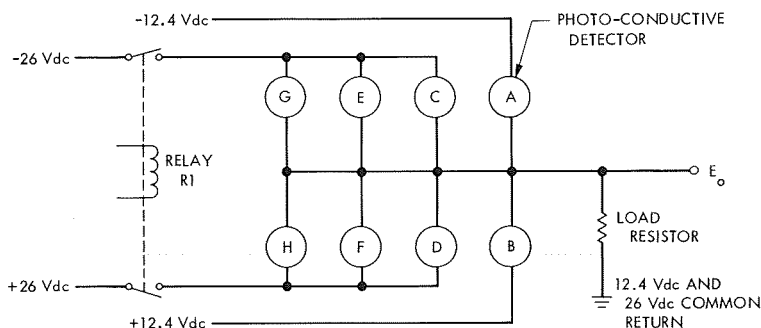 -12.4 Vdc
PHOTO-CONDUCTIVE
DETECTOR
-26 Vdc
G
E
C
A
RELAY
R1
E o
H
F
D
B
LOAD
RESISTOR
+26 Vdc
12.4 Vdc AND
26 Vdc COMMON
RETURN
+12.4 Vdc